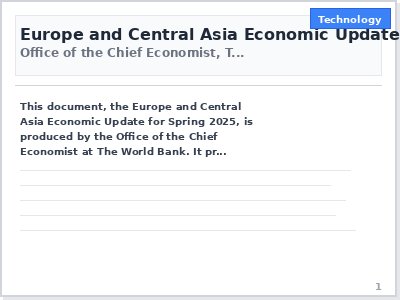 Technology
Europe and Central Asia Economic Update
Office of the Chief Economist, T...
This document, the Europe and Central
Asia Economic Update for Spring 2025, is
produced by the Office of the Chief
Economist at The World Bank. It pr...
1